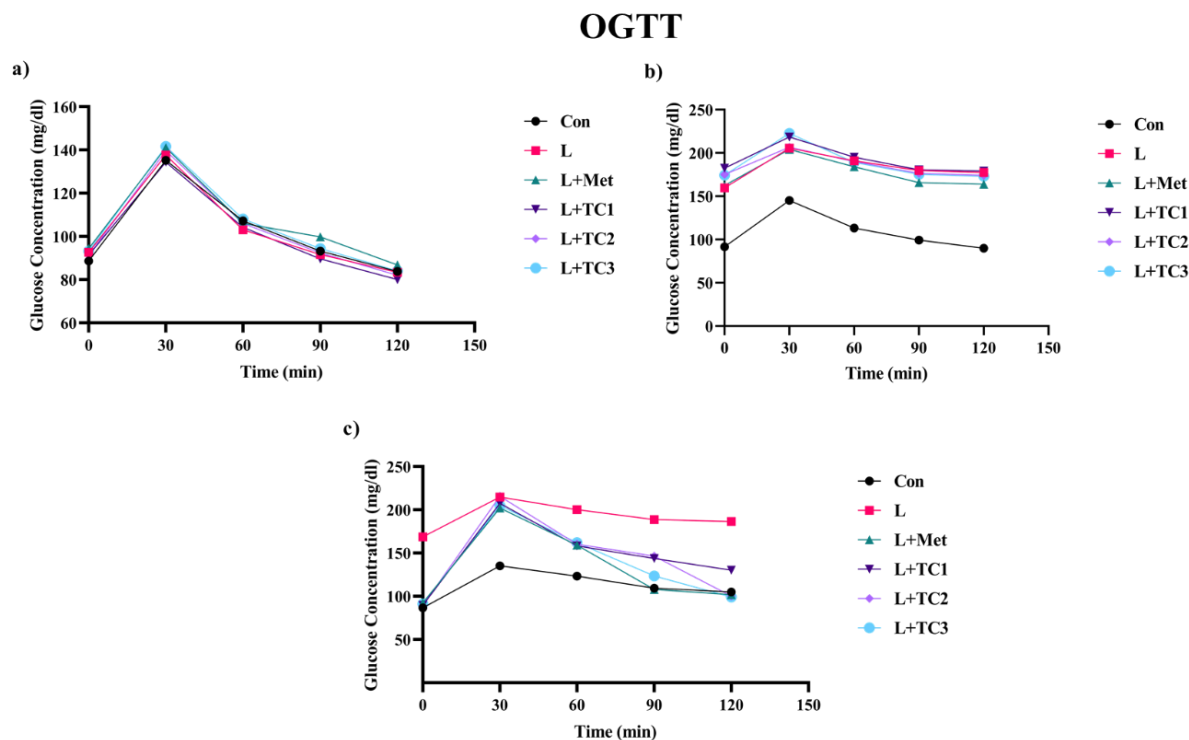 OGTT
a)
Glucose Concentration (mg/dl)
160
140
120
100
80
60
0 30 60 90 120 150
Time (min)
Con
L
L+Met
L+TC1
L+TC2
L+TC3
b)
Glucose Concentration (mg/dl)
250
200
150
100
50
0
0 30 60 90 120 150
Time (min)
Con
L
L+Met
L+TC1
L+TC2
L+TC3
c)
Glucose Concentration (mg/dl)
250
200
150
100
50
0 30 60 90 120 150
Time (min)
Con
L
L+Met
L+TC1
L+TC2
L+TC3